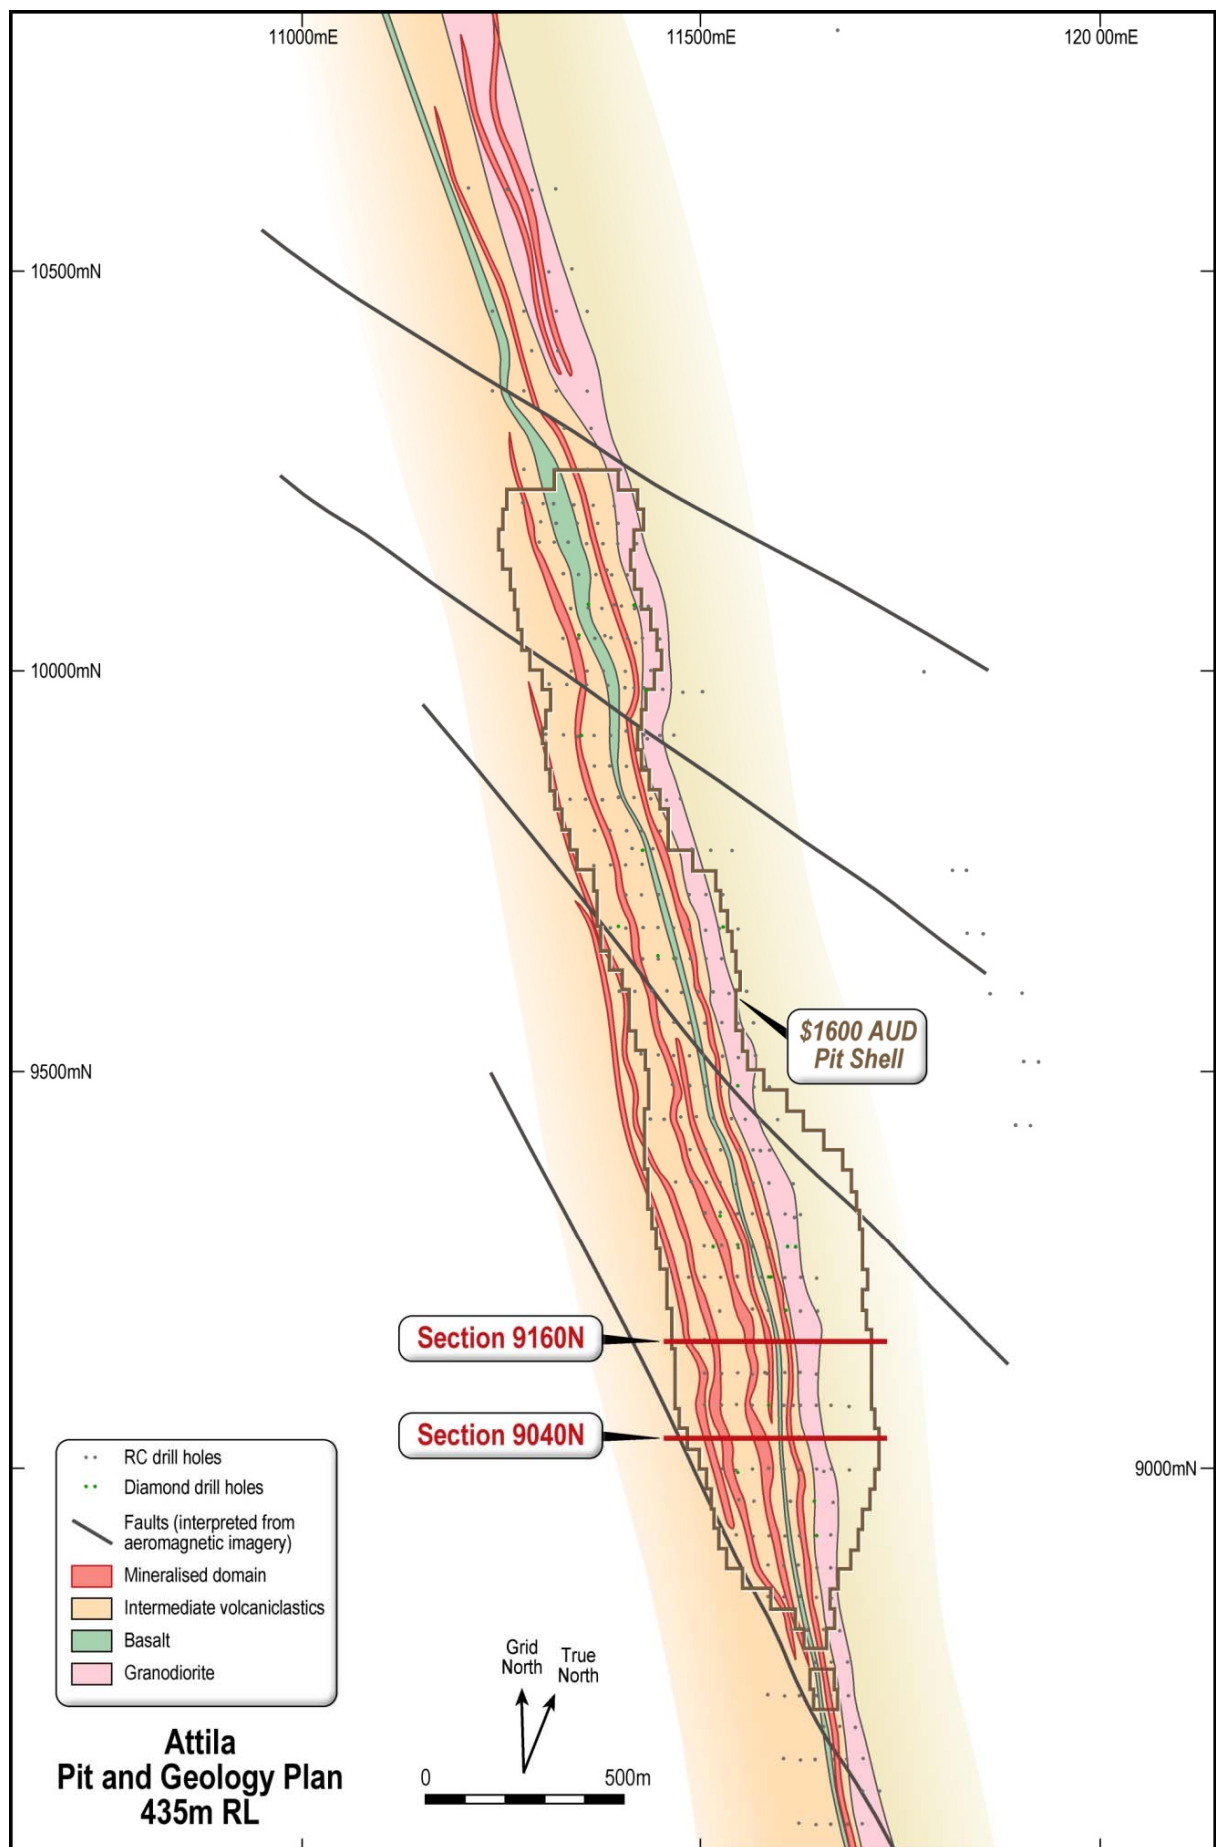 11000mE
11500mE
120 00mE
10500mN
10000mN
$1600 AUD
Pit Shell
9500mN
Section 9160N
Section 9040N
9000mN
RC drill holes
Diamond drill holes
Faults (interpreted from
aeromagnetic imagery)
Mineralised domain
Intermediate volcaniclastics
Basalt
Granodiorite
Grid
North
True
North
Attila
Pit and Geology Plan
435m RL
0
500m